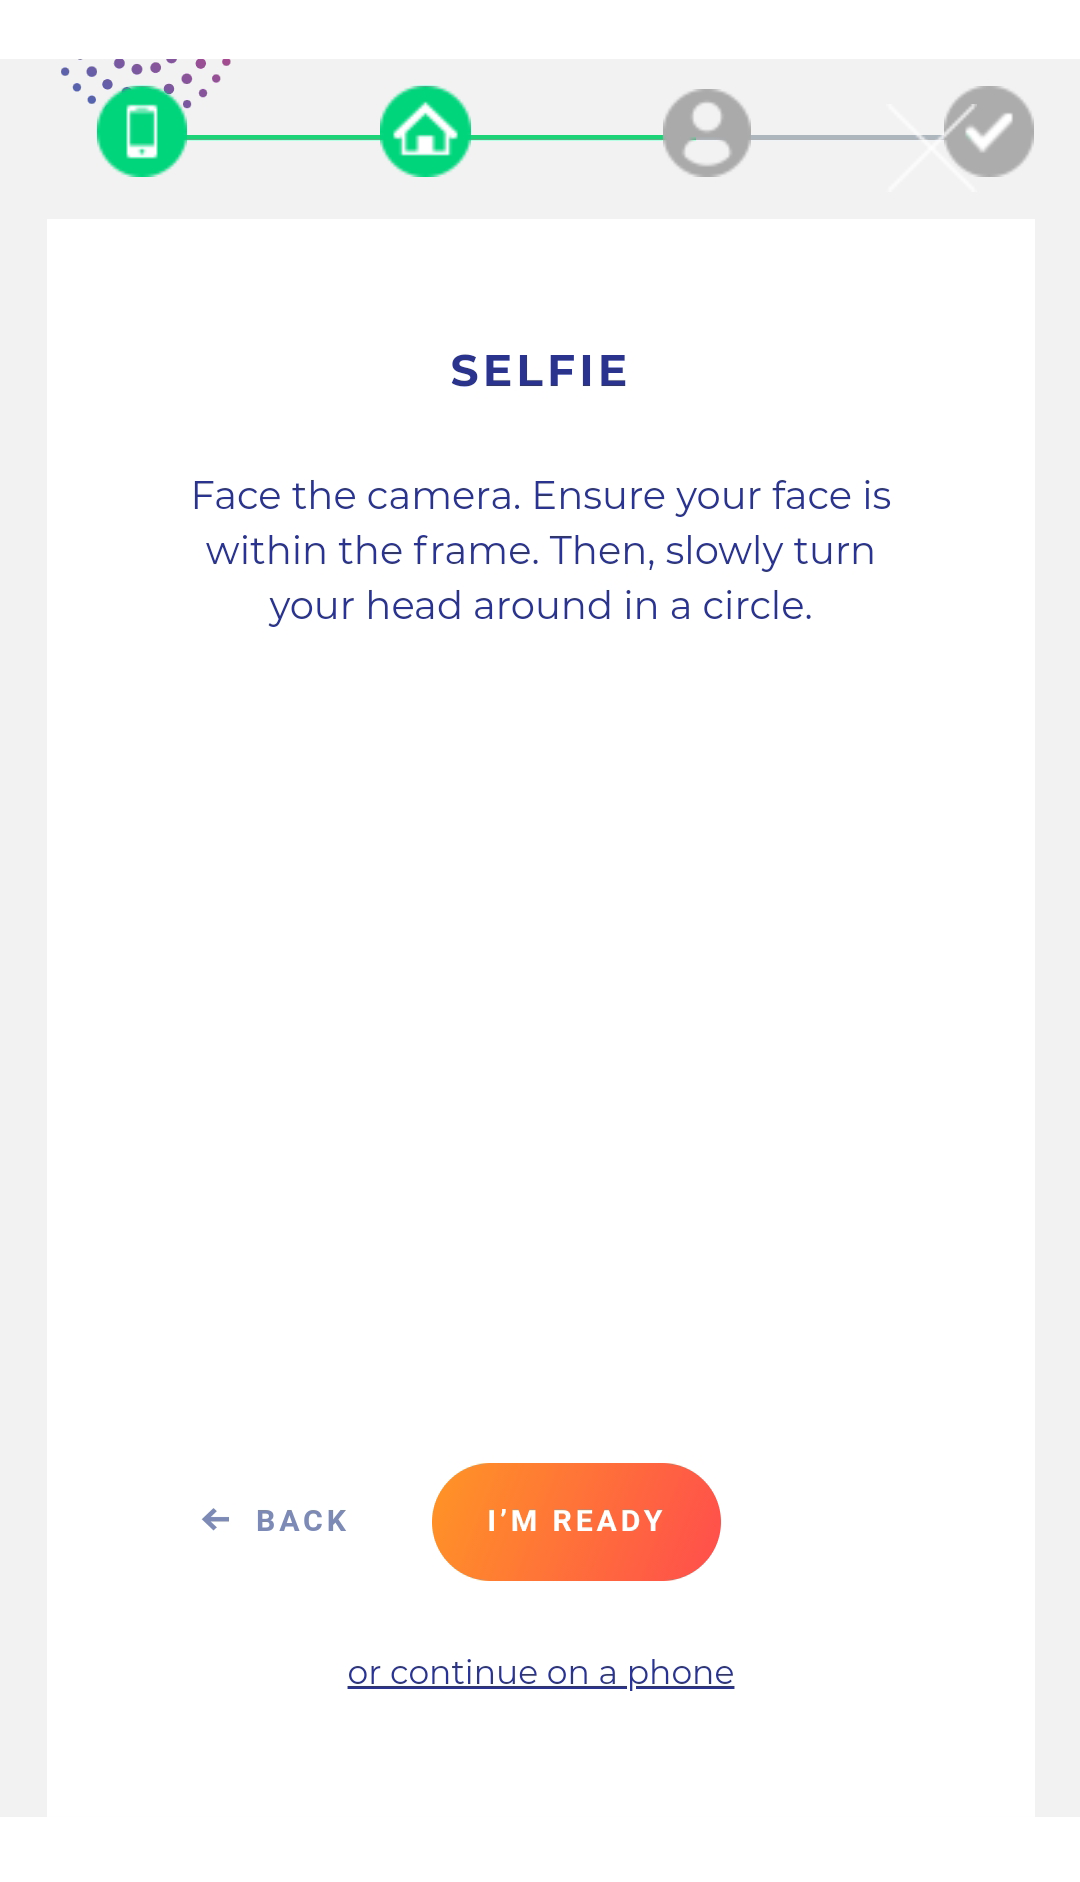 SELFIE
Face the camera. Ensure your face is
within the frame. Then, slowly turn
your head around in a circle.
BACK
I’M READY
or continue on a phone